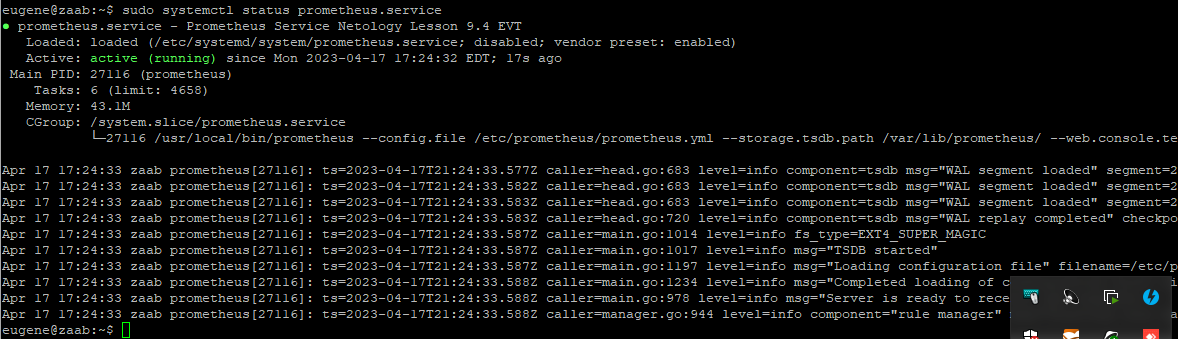 eugene@zaab:~$ sudo systemctl status prometheus.service
● prometheus.service - Prometheus Service Netology Lesson 9.4 EVT
Loaded: loaded (/etc/systemd/system/prometheus.service; disabled; vendor preset: enabled)
Active: active (running) since Mon 2023-04-17 17:24:32 EDT; 17s ago
Main PID: 27116 (prometheus)
Tasks: 6 (limit: 4658)
Memory: 43.1M
CGroup: /system.slice/prometheus.service
└─27116 /usr/local/bin/prometheus --config.file /etc/prometheus/prometheus.yml --storage.tsdb.path /var/lib/prometheus/ --web.console.te
Apr 17 17:24:33 zaab prometheus[27116]: ts=2023-04-17T21:24:33.577Z caller=head.go:683 level=info component=tsdb msg="WAL segment loaded" segment=2
Apr 17 17:24:33 zaab prometheus[27116]: ts=2023-04-17T21:24:33.582Z caller=head.go:683 level=info component=tsdb msg="WAL segment loaded" segment=2
Apr 17 17:24:33 zaab prometheus[27116]: ts=2023-04-17T21:24:33.583Z caller=head.go:683 level=info component=tsdb msg="WAL segment loaded" segment=2
Apr 17 17:24:33 zaab prometheus[27116]: ts=2023-04-17T21:24:33.583Z caller=head.go:720 level=info component=tsdb msg="WAL replay completed" checkpo
Apr 17 17:24:33 zaab prometheus[27116]: ts=2023-04-17T21:24:33.587Z caller=main.go:1014 level=info fs_type=EXT4_SUPER_MAGIC
Apr 17 17:24:33 zaab prometheus[27116]: ts=2023-04-17T21:24:33.587Z caller=main.go:1017 level=info msg="TSDB started"
Apr 17 17:24:33 zaab prometheus[27116]: ts=2023-04-17T21:24:33.587Z caller=main.go:1197 level=info msg="Loading configuration file" filename=/etc/p
Apr 17 17:24:33 zaab prometheus[27116]: ts=2023-04-17T21:24:33.588Z caller=main.go:1234 level=info msg="Completed loading of c
Apr 17 17:24:33 zaab prometheus[27116]: ts=2023-04-17T21:24:33.588Z caller=main.go:978 level=info msg="Server is ready to rece
Apr 17 17:24:33 zaab prometheus[27116]: ts=2023-04-17T21:24:33.588Z caller=manager.go:944 level=info component="rule manager"
eugene@zaab:~$